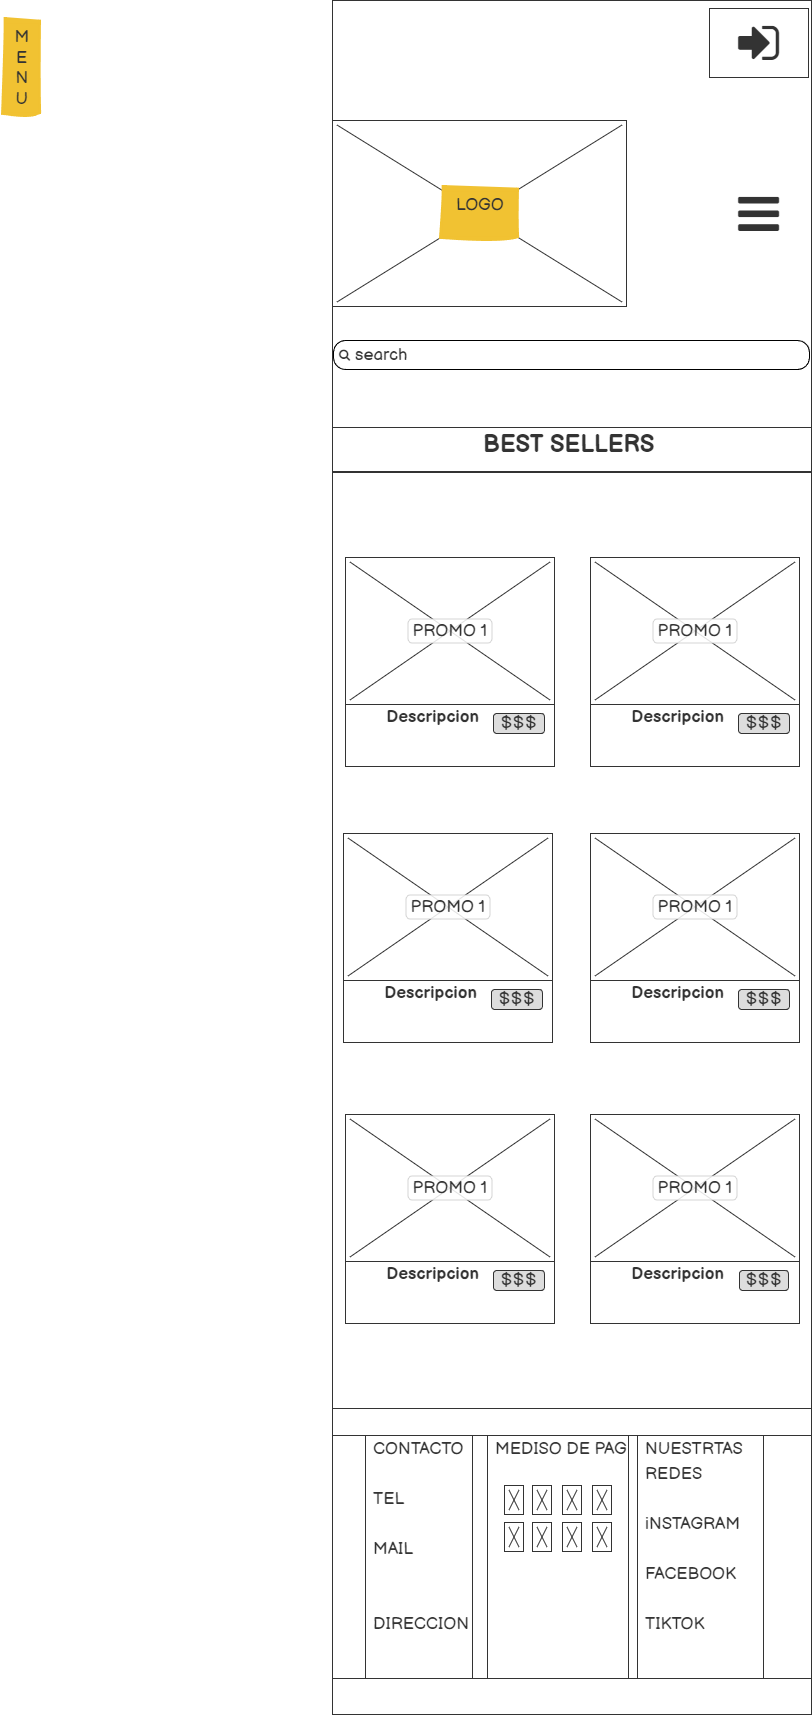 M
E
N
U
LOGO
search
BEST SELLERS
PROMO 1
PROMO 1
Descripcion $$$
Descripcion $$$
PROMO 1
PROMO 1
Descripcion $$$
Descripcion $$$
PROMO 1
PROMO 1
Descripcion $$$
Descripcion $$$
CONTACTO
TEL
MAIL
DIRECCION
MEDISO DE PAG
NUESTRTAS
REDES
iNSTAGRAM
FACEBOOK
TIKTOK